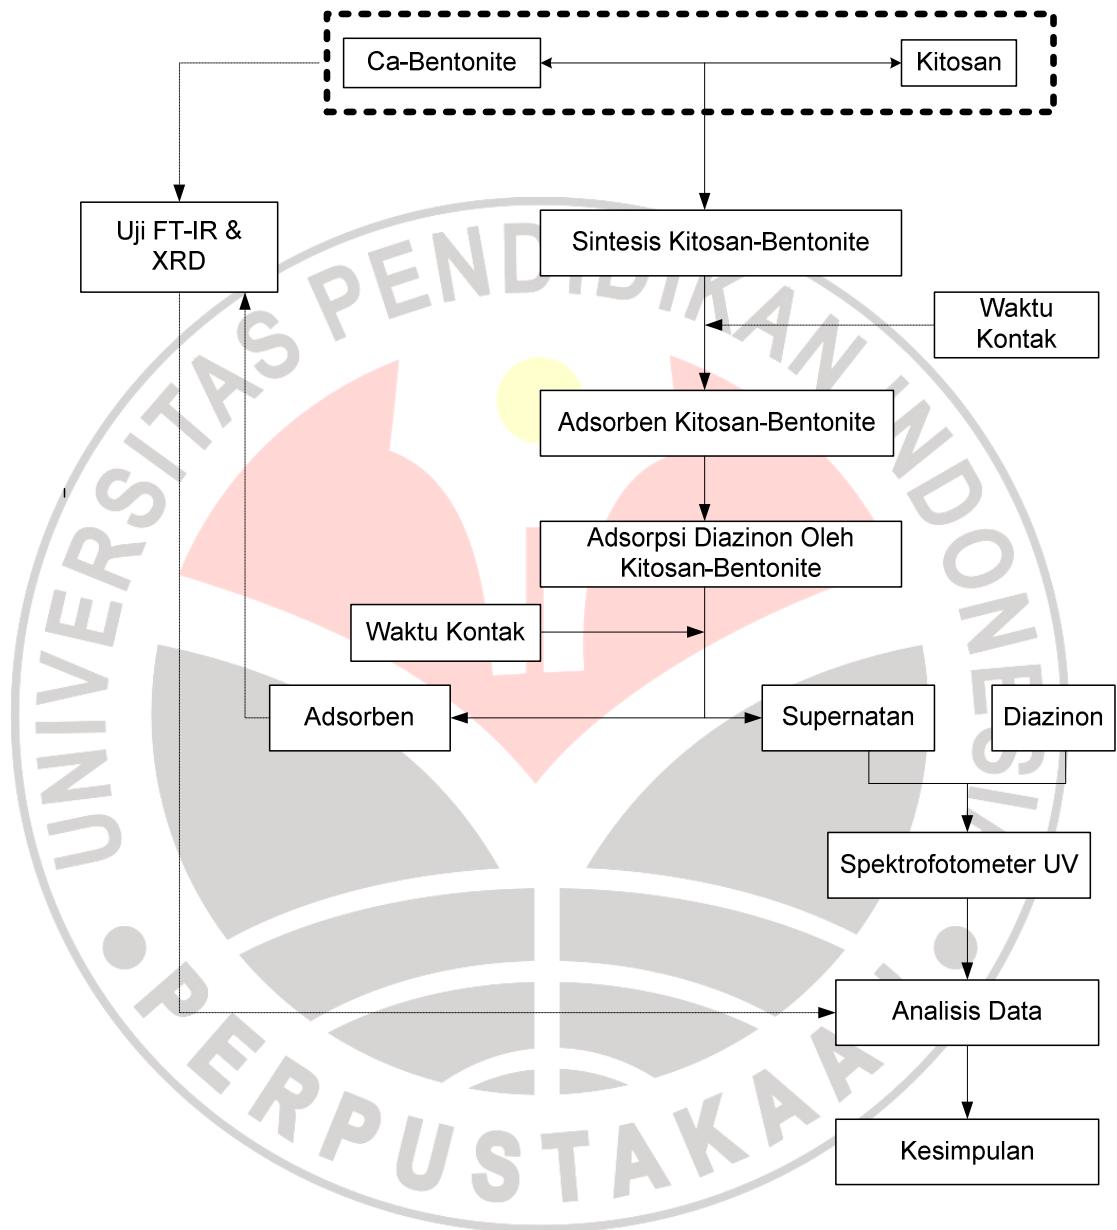 Ca-Bentonite
Kitosan
Uji FT-IR &
XRD
Sintesis Kitosan-Bentonite
Waktu
Kontak
Adsorben Kitosan-Bentonite
Adsorpsi Diazinon Oleh
Kitosan-Bentonite
Waktu Kontak
Adsorben
Supernatan
Diazinon
Spektrofotometer UV
Analisis Data
Kesimpulan
UNIVERSITAS PENDIDIKAN INDONESIA
PERPUSTAKAAN